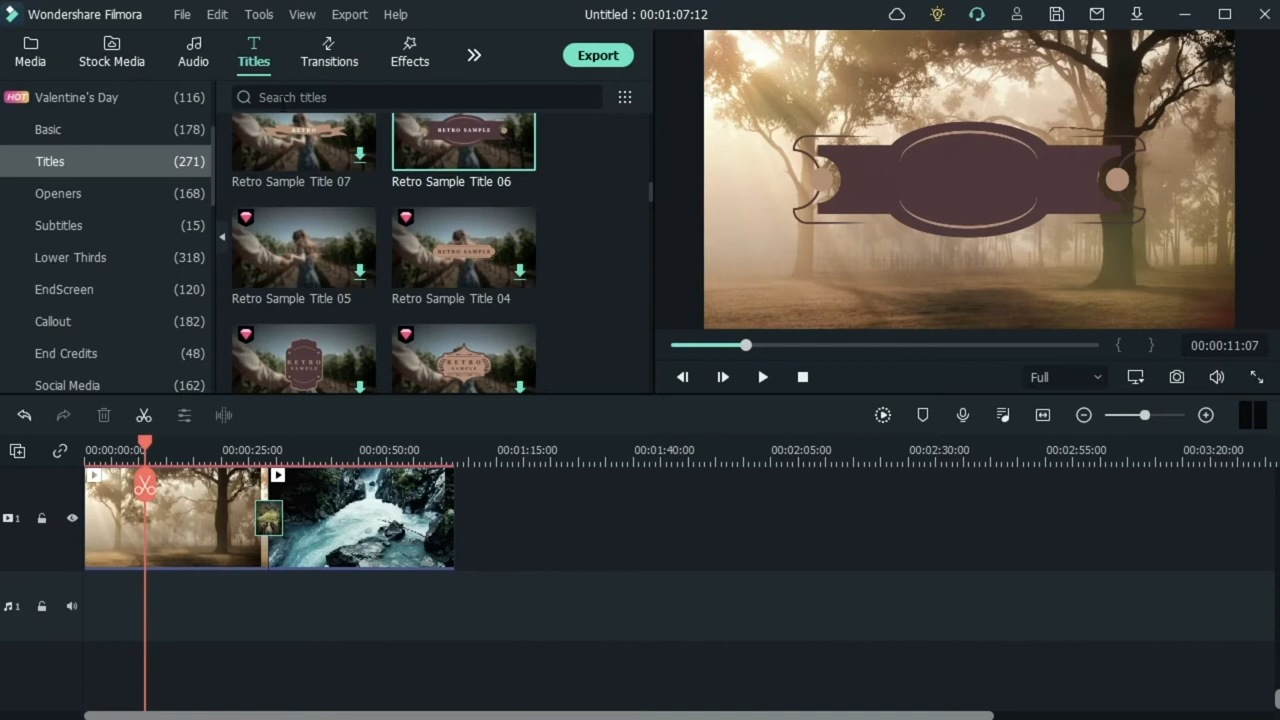 Wondershare Filmora File Edit Tools View Export Help Untitled : 00:01:07:12
Media Stock Media Audio Titles Transitions Effects Export
HOT Valentine's Day (116)
Search titles
Basic (178)
Titles (271)
Openers (168)
Subtitles (15)
Lower Thirds (318)
EndScreen (120)
Callout (182)
End Credits (48)
Social Media (162)
RETRO
RETRO SAMPLE
Retro Sample Title 07
Retro Sample Title 06
RETRO SAMPLE
Retro Sample Title 05
Retro Sample Title 04
RETRO
SAMPLE
RETRO
SAMPLE
00:00:11:07
Full
00:00:00:00 00:00:25:00 00:00:50:00 00:01:15:00 00:01:40:00 00:02:05:00 00:02:30:00 00:02:55:00 00:03:20:00
1
1